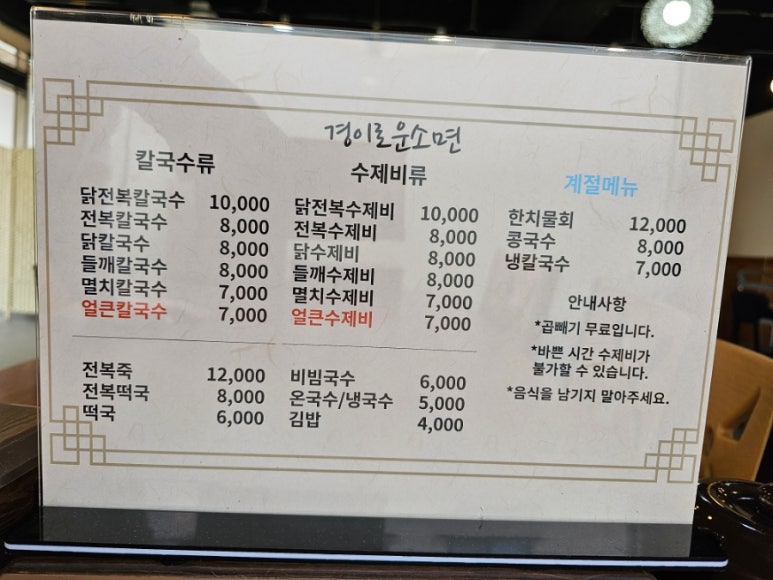 경이로운소면
칼국수류
닭전복칼국수 10,000
전복칼국수 8,000
닭칼국수 8,000
들깨칼국수 8,000
멸치칼국수 7,000
얼큰칼국수 7,000
수제비류
닭전복수제비 10,000
전복수제비 8,000
닭수제비 8,000
들깨수제비 8,000
멸치수제비 7,000
얼큰수제비 7,000
계절메뉴
한치물회 12,000
콩국수 8,000
냉칼국수 7,000
안내사항
*곱빼기 무료입니다.
*바쁜 시간 수제비가
불가할 수 있습니다.
*음식을 남기지 말아주세요.
전복죽 12,000
전복떡국 8,000
떡국 6,000
비빔국수 6,000
온국수/냉국수 5,000
김밥 4,000